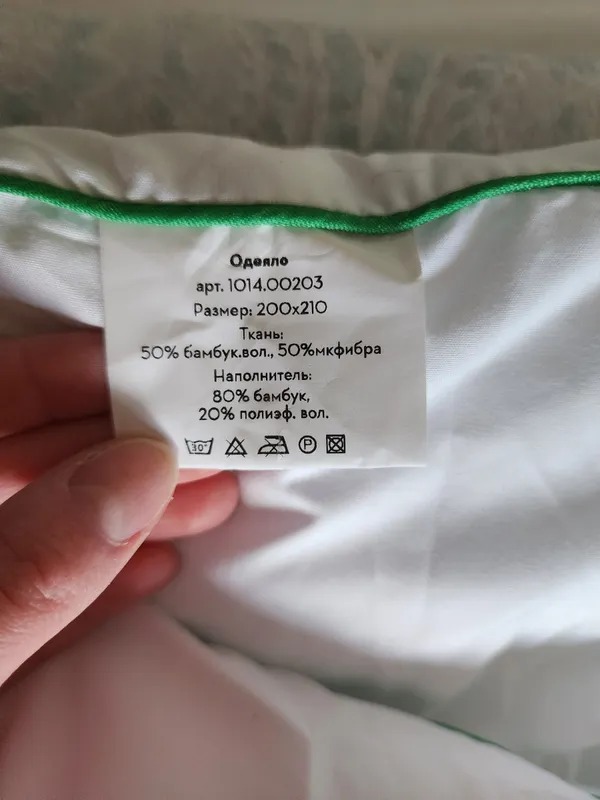 Одеяло
арт. 1014.00203
Размер: 200х210
Ткань:
50% бамбук.вол., 50%мкфибра
Наполнитель:
80% бамбук,
20% полиэф. вол.
30° P